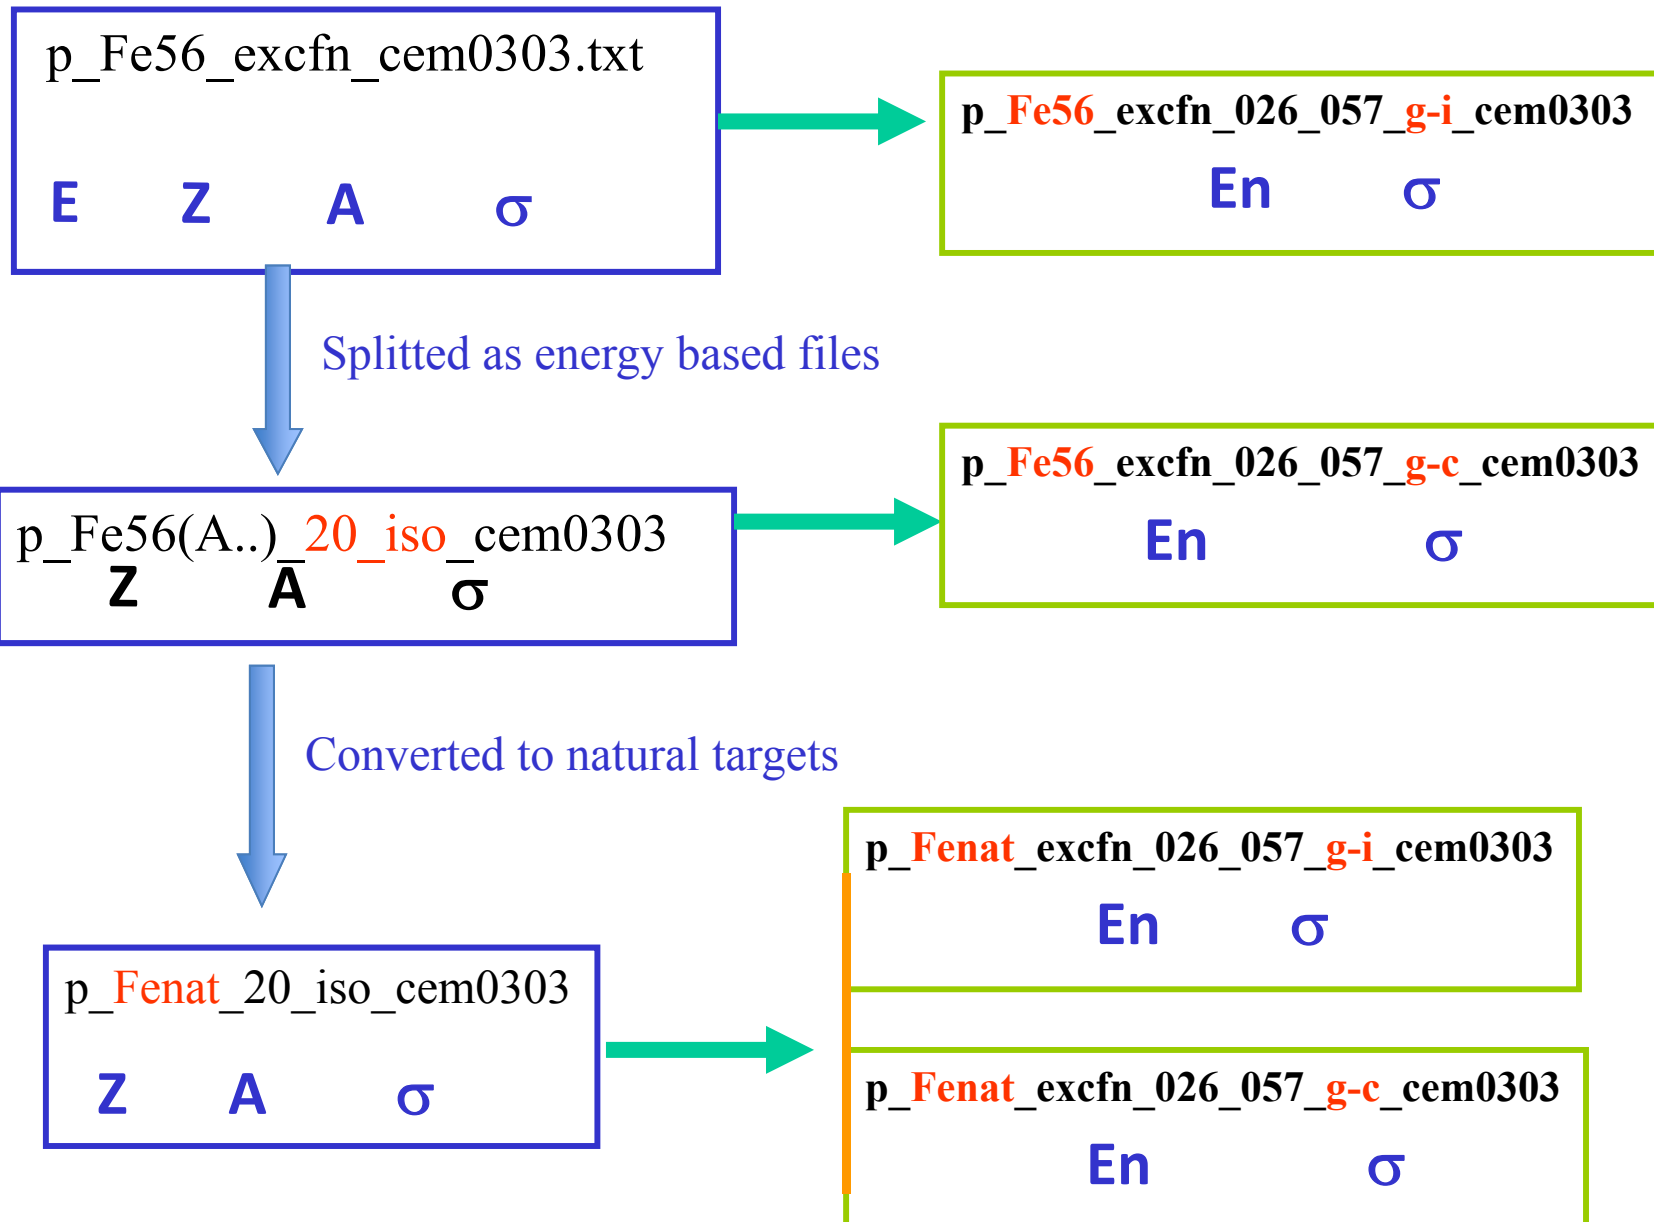 p_Fe56_excfn_cem0303.txt
E Z A σ
p_Fe56_excfn_026_057_g-i_cem0303
En σ
Splitted as energy based files
p_Fe56(A..)_20_iso_cem0303
Z A σ
p_Fe56_excfn_026_057_g-c_cem0303
En σ
Converted to natural targets
p_Fenat_20_iso_cem0303
Z A σ
p_Fenat_excfn_026_057_g-i_cem0303
En σ
p_Fenat_excfn_026_057_g-c_cem0303
En σ